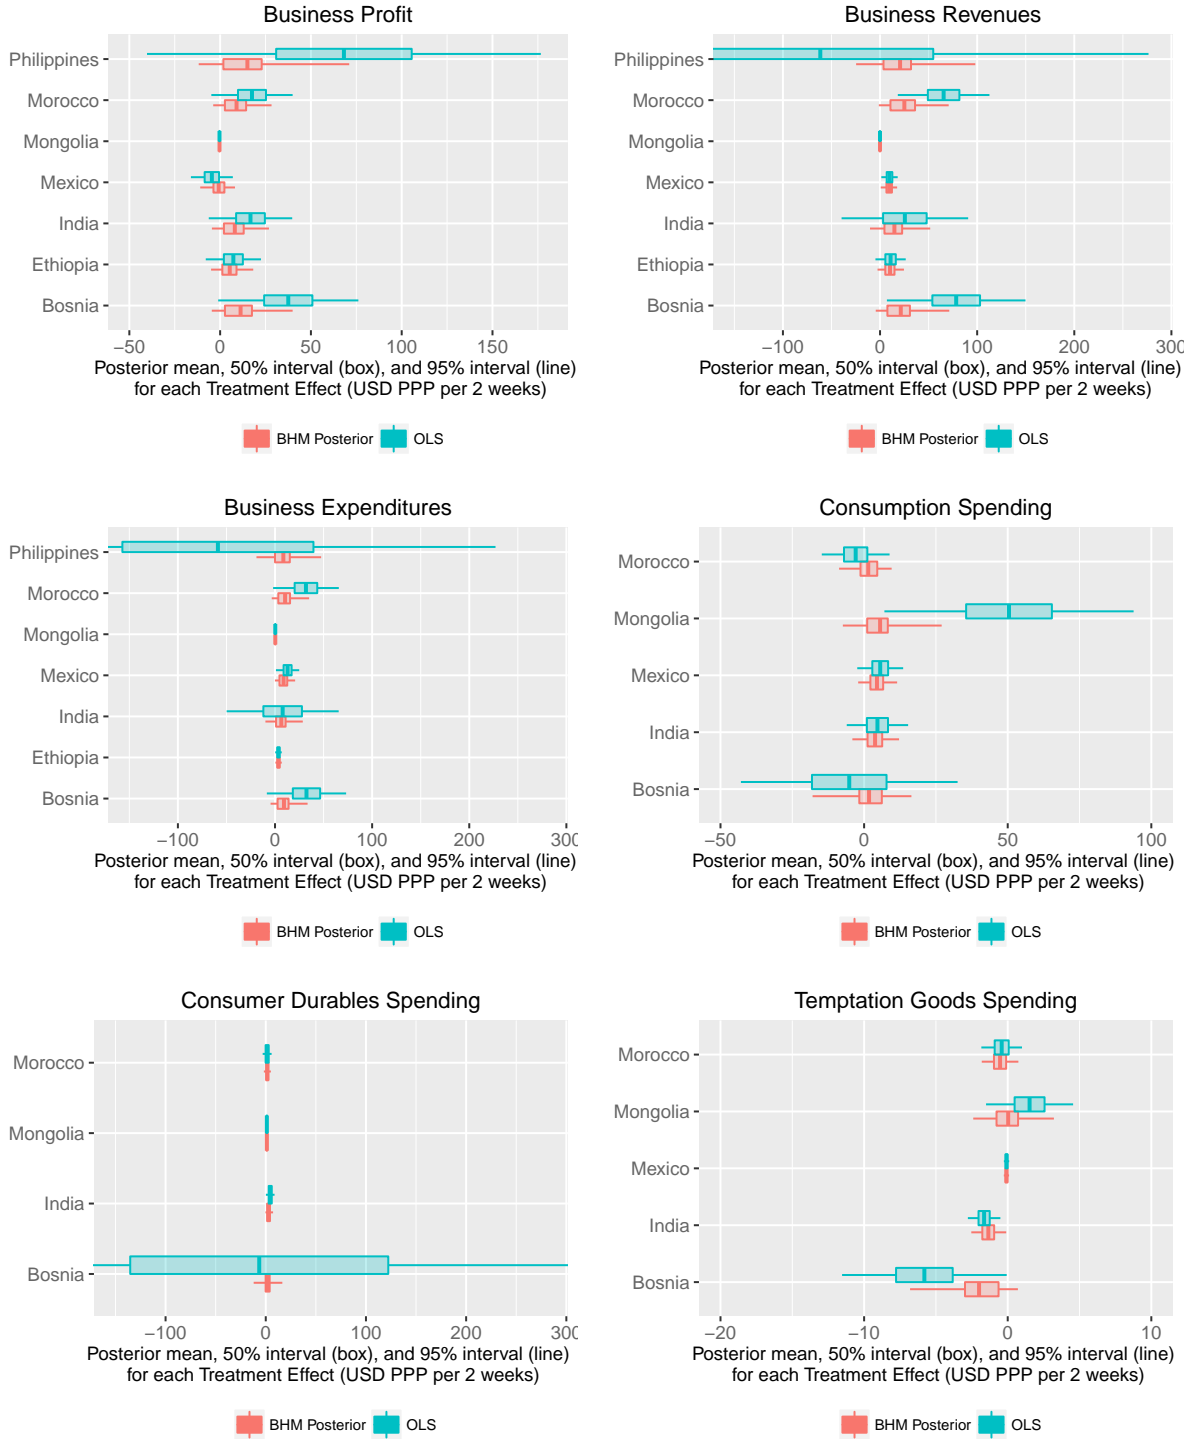 Business Profit
Philippines
Morocco
Mongolia
Mexico
India
Ethiopia
Bosnia
−50 0 50 100 150
Posterior mean, 50% interval (box), and 95% interval (line)
for each Treatment Effect (USD PPP per 2 weeks)
BHM Posterior OLS
Business Revenues
Philippines
Morocco
Mongolia
Mexico
India
Ethiopia
Bosnia
−100 0 100 200 300
Posterior mean, 50% interval (box), and 95% interval (line)
for each Treatment Effect (USD PPP per 2 weeks)
BHM Posterior OLS
Business Expenditures
Philippines
Morocco
Mongolia
Mexico
India
Ethiopia
Bosnia
−100 0 100 200 300
Posterior mean, 50% interval (box), and 95% interval (line)
for each Treatment Effect (USD PPP per 2 weeks)
BHM Posterior OLS
Consumption Spending
Morocco
Mongolia
Mexico
India
Bosnia
−50 0 50 100
Posterior mean, 50% interval (box), and 95% interval (line)
for each Treatment Effect (USD PPP per 2 weeks)
BHM Posterior OLS
Consumer Durables Spending
Morocco
Mongolia
India
Bosnia
−100 0 100 200 300
Posterior mean, 50% interval (box), and 95% interval (line)
for each Treatment Effect (USD PPP per 2 weeks)
BHM Posterior OLS
Temptation Goods Spending
Morocco
Mongolia
Mexico
India
Bosnia
−20 −10 0 10
Posterior mean, 50% interval (box), and 95% interval (line)
for each Treatment Effect (USD PPP per 2 weeks)
BHM Posterior OLS